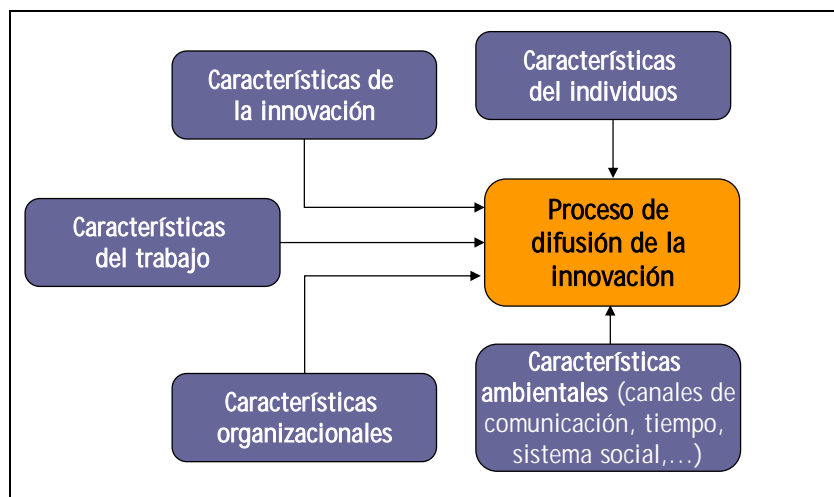 Características de
la innovación
Características
del individuos
Características
del trabajo
Proceso de
difusión de la
innovación
Características
organizacionales
Características
ambientales (canales de
comunicación, tiempo,
sistema social,…)